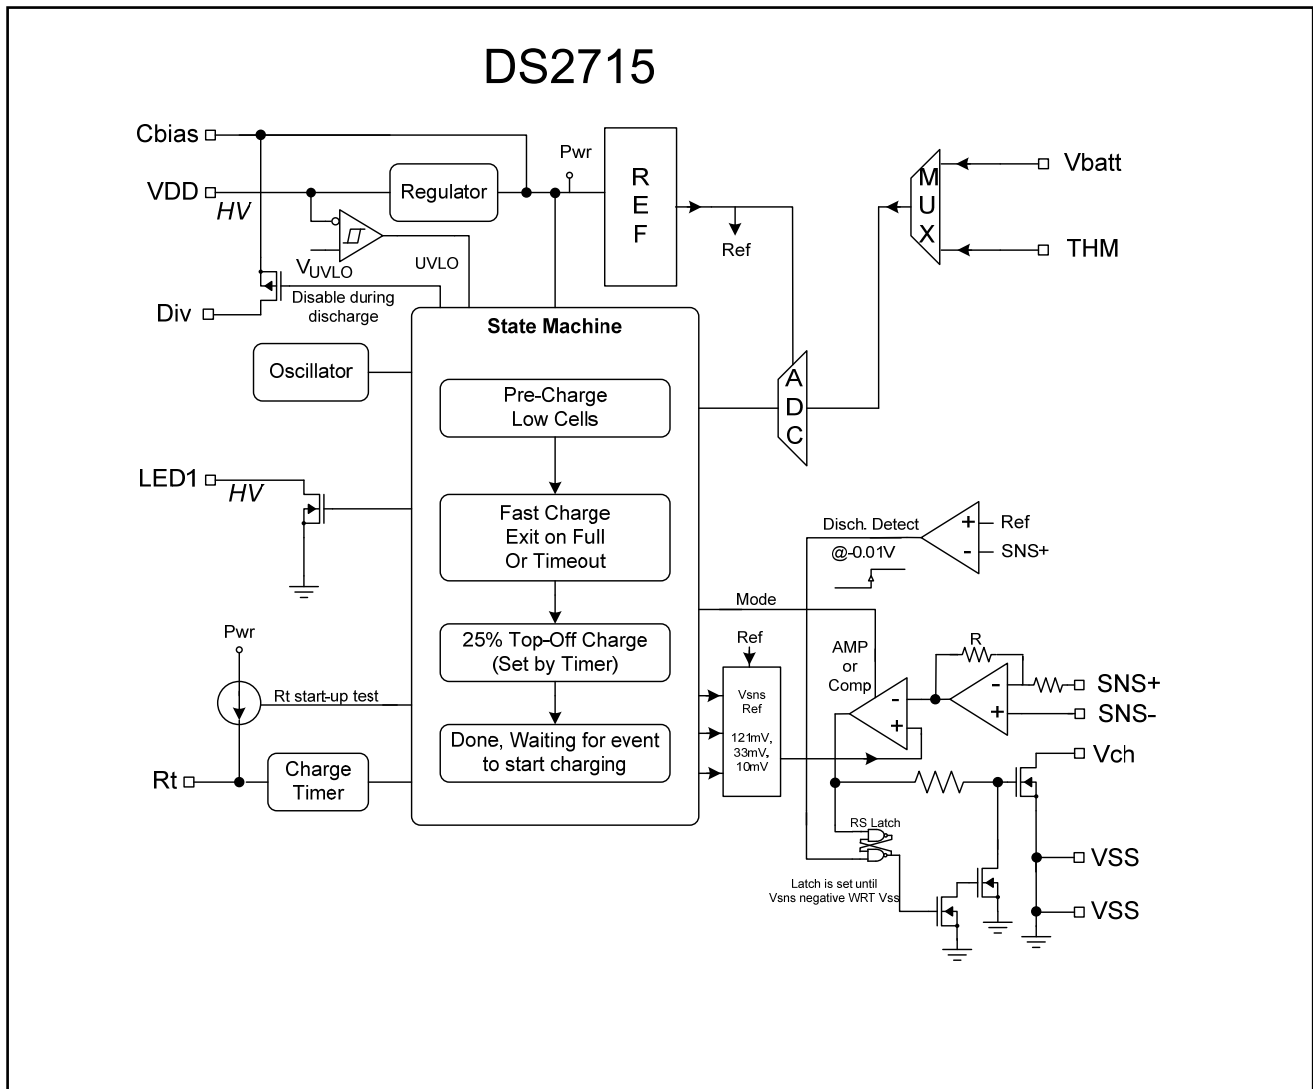 DS2715
Cbias
VDD
HV
Regulator
Pwr
REF
Ref
MUX
Vbatt
THM
VUVLO
UVLO
Disable during
discharge
Div
Oscillator
State Machine
Pre-Charge
Low Cells
ADC
LED1
HV
Fast Charge
Exit on Full
Or Timeout
Disch. Detect
@-0.01V
+
Ref
-
SNS+
Mode
25% Top-Off Charge
(Set by Timer)
Pwr
Rt start-up test
Ref
Vsns
Ref
121mV,
33mV,
10mV
AMP
or
Comp
-
+
R
-
+
SNS+
SNS-
Done, Waiting for event
to start charging
Rt
Charge
Timer
Vch
RS Latch
Latch is set until
Vsns negative WRT Vss
VSS
VSS